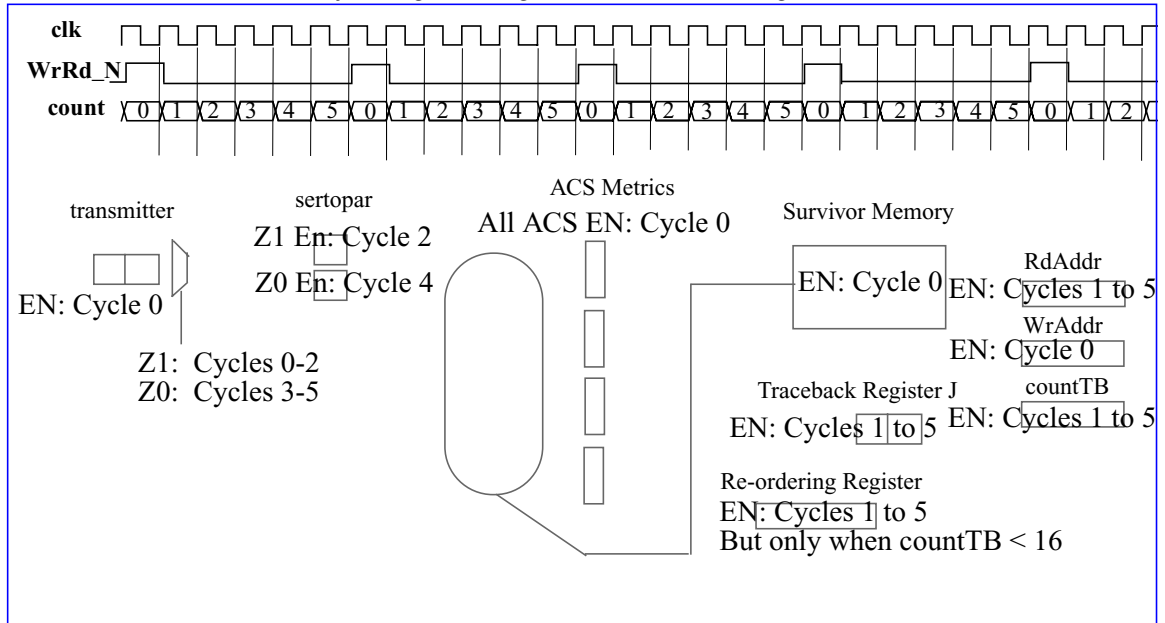 clk
WrRd_N
count 0 1 2 3 4 5 0 1 2 3 4 5 0 1 2 3 4 5 0 1 2 3 4 5 0 1 2
transmitter
EN: Cycle 0
Z1: Cycles 0-2
Z0: Cycles 3-5
sertopar
Z1 En: Cycle 2
Z0 En: Cycle 4
ACS Metrics
All ACS EN: Cycle 0
Survivor Memory
EN: Cycle 0
RdAddr
EN: Cycles 1 to 5
WrAddr
EN: Cycle 0
countTB
EN: Cycles 1 to 5
Traceback Register J
EN: Cycles 1 to 5
Re-ordering Register
EN: Cycles 1 to 5
But only when countTB < 16